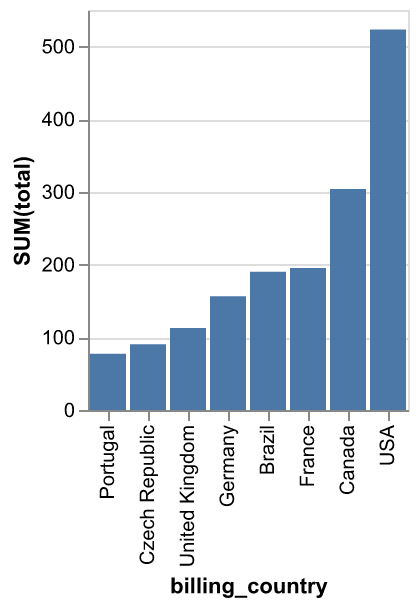 500
400
300
200
100
0
SUM(total)
Portugal
Czech Republic
United Kingdom
Germany
Brazil
France
Canada
USA
billing_country